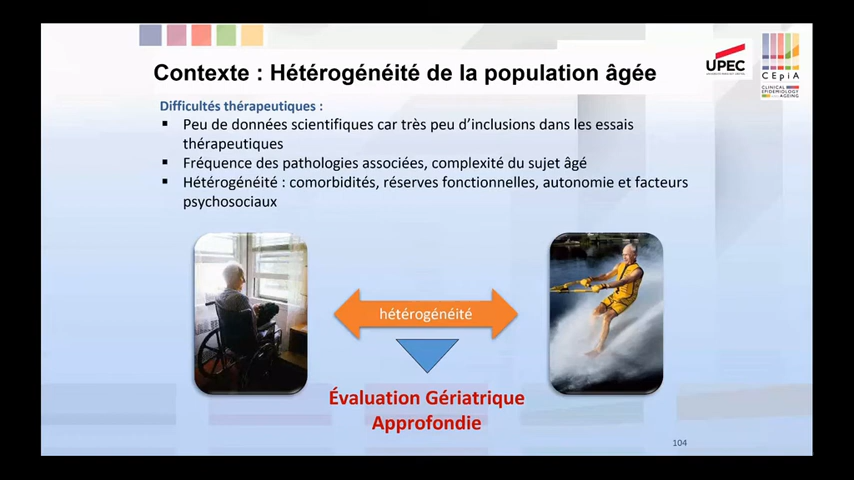 Contexte : Hétérogénéité de la population âgée
UPEC
CEpiA
CLINICAL
EPIDEMIOLOGY
AGEING
Difficultés thérapeutiques :
▪ Peu de données scientifiques car très peu d'inclusions dans les essais
thérapeutiques
▪ Fréquence des pathologies associées, complexité du sujet âgé
▪ Hétérogénéité : comorbidités, réserves fonctionnelles, autonomie et facteurs
psychosociaux
hétérogénéité
Évaluation Gériatrique
Approfondie
104